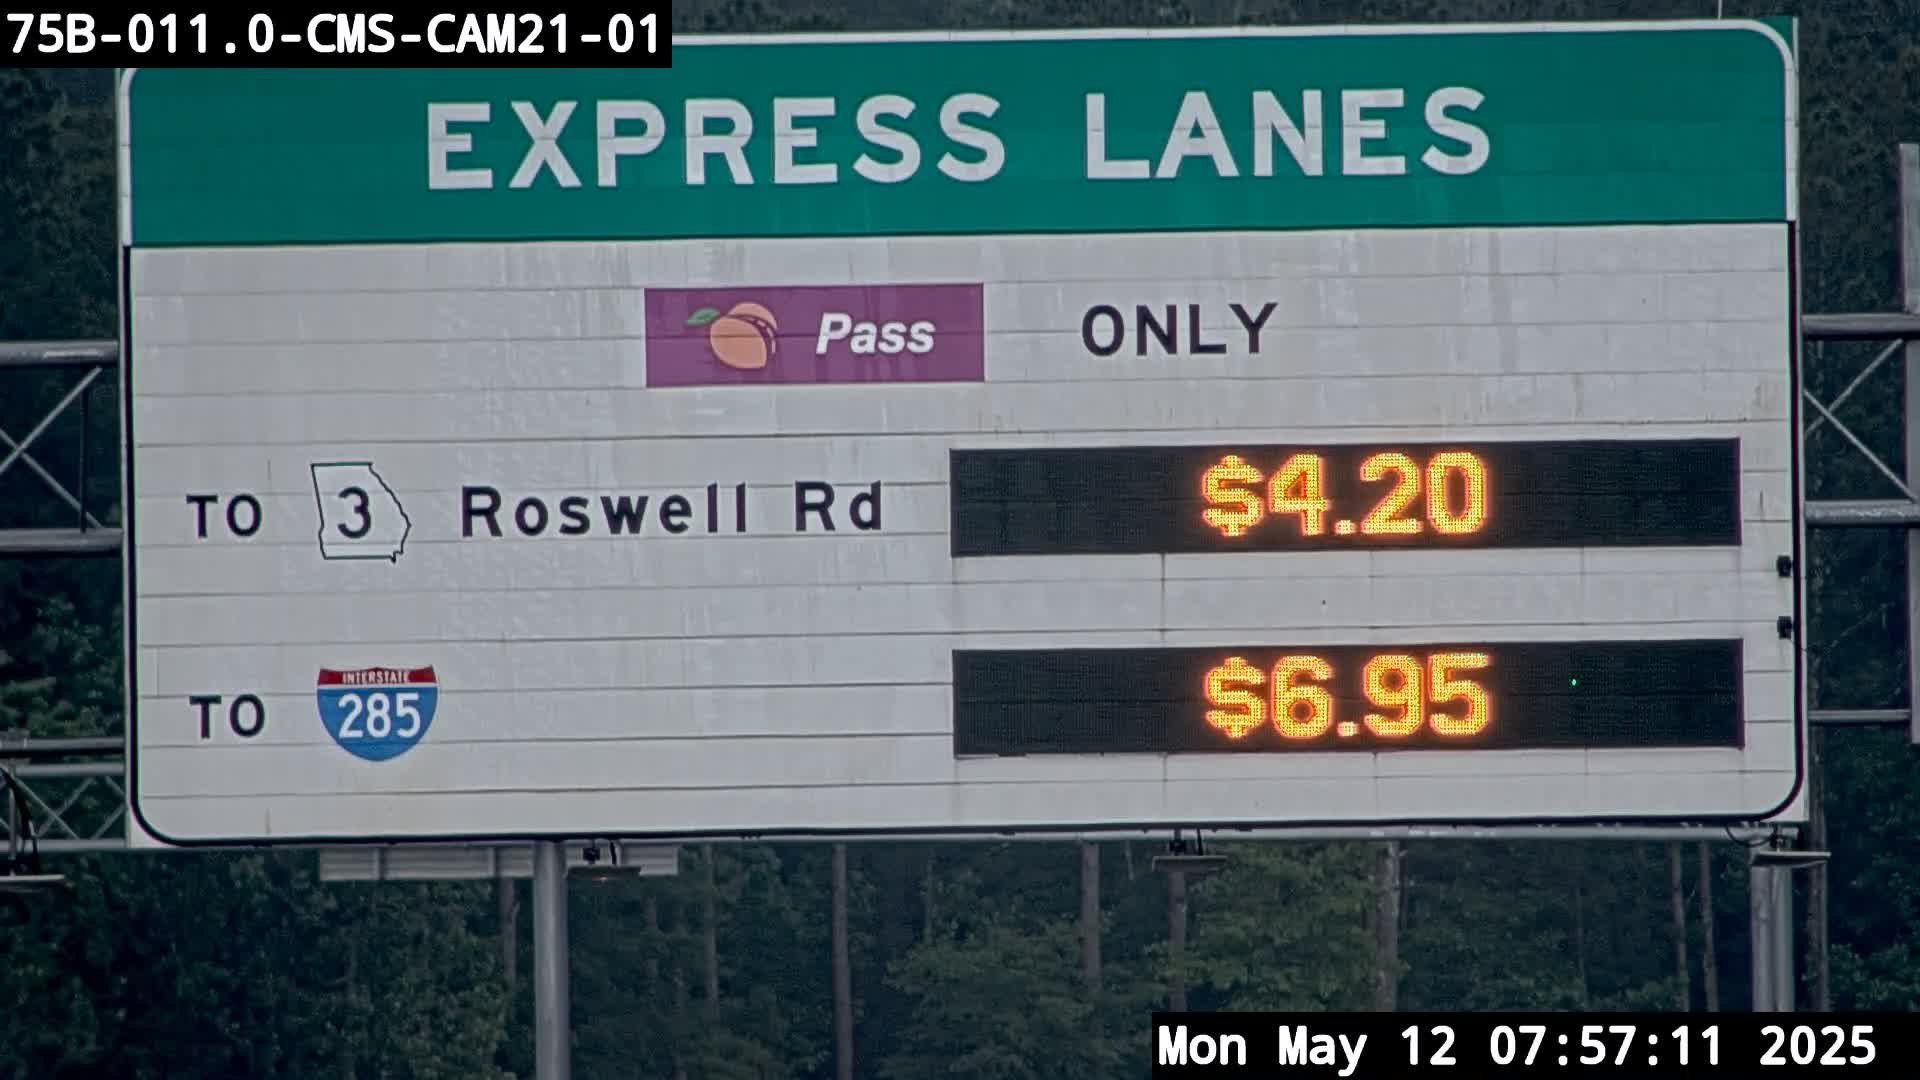 75B-011.0-CMS-CAM21-01
EXPRESS LANES
Pass ONLY
TO 3 Roswell Rd $4.20
TO INTERSTATE 285 $6.95
Mon May 12 07:57:11 2025